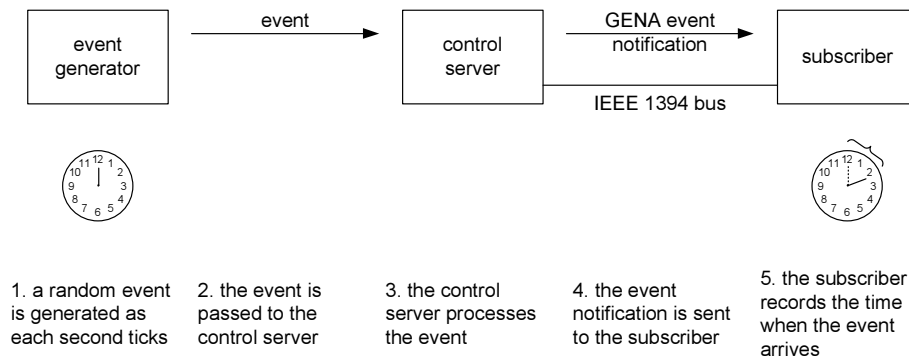 event
generator
event
control
server
GENA event
notification
IEEE 1394 bus
subscriber
12
1
2
3
4
5
6
7
8
9
10
11
12
1
2
3
4
5
6
7
8
9
10
11
1. a random event
is generated as
each second ticks
2. the event is
passed to the
control server
3. the control
server processes
the event
4. the event
notification is sent
to the subscriber
5. the subscriber
records the time
when the event
arrives